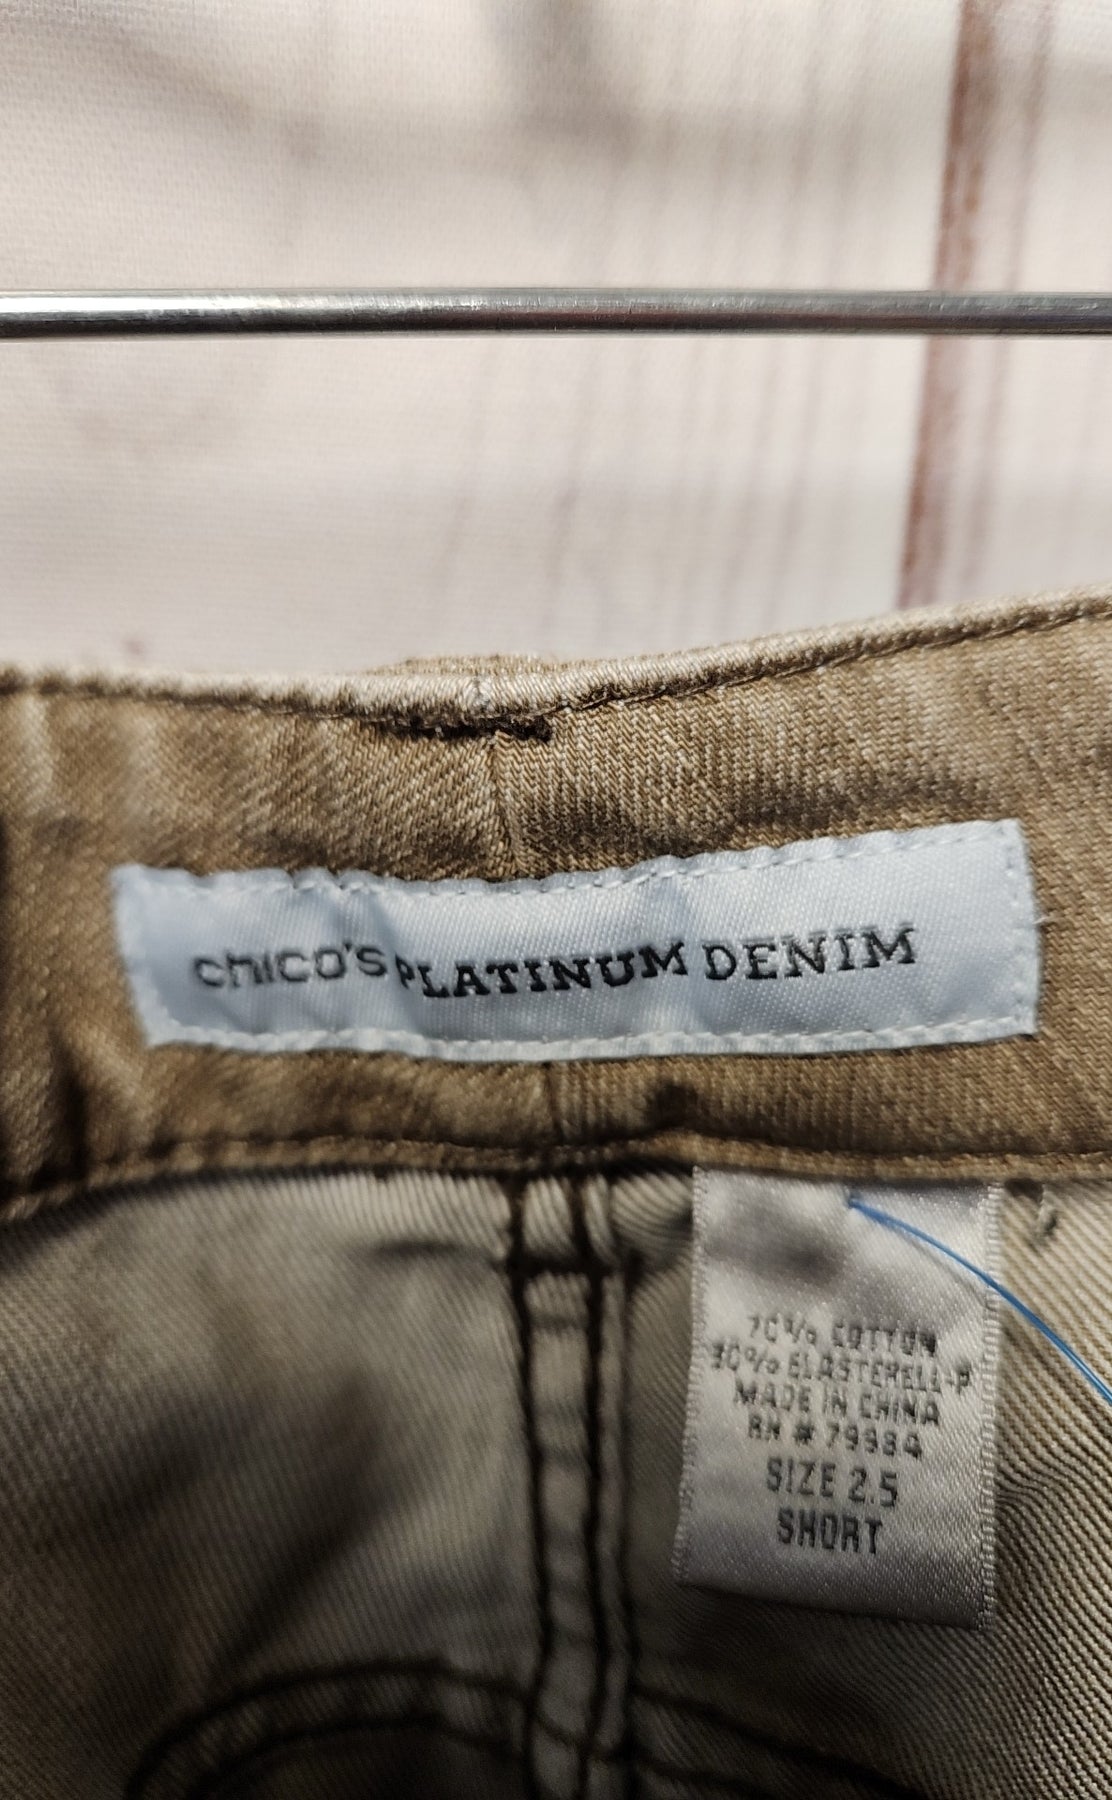 chico's PLATINUM DENIM
70% COTTON
30% ELASTERELL-P
MADE IN CHINA
RN # 79984
SIZE 2.5
SHORT